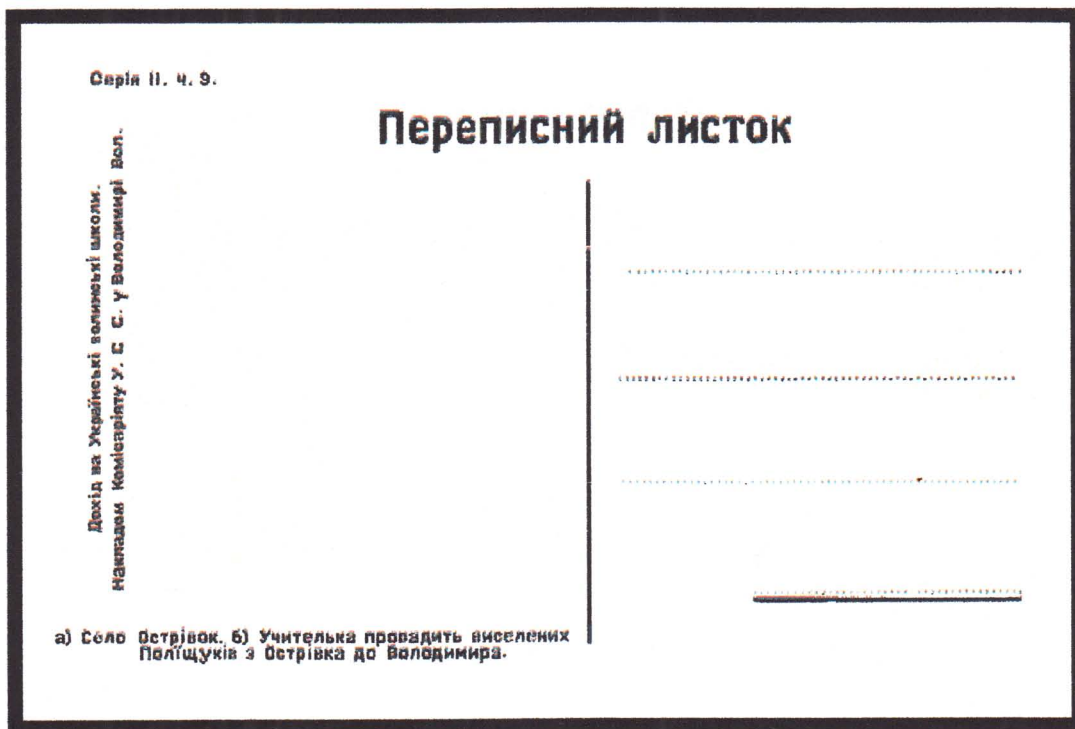 Серія II. ч. 9.
Переписний листок
Дохід на Українські волинські школи.
Накладом Комісаріяту У. С С. у Володимирі Вол.
а) Село Острівок. б) Учителька провадить виселених
Поліщуків з Острівка до Володимира.